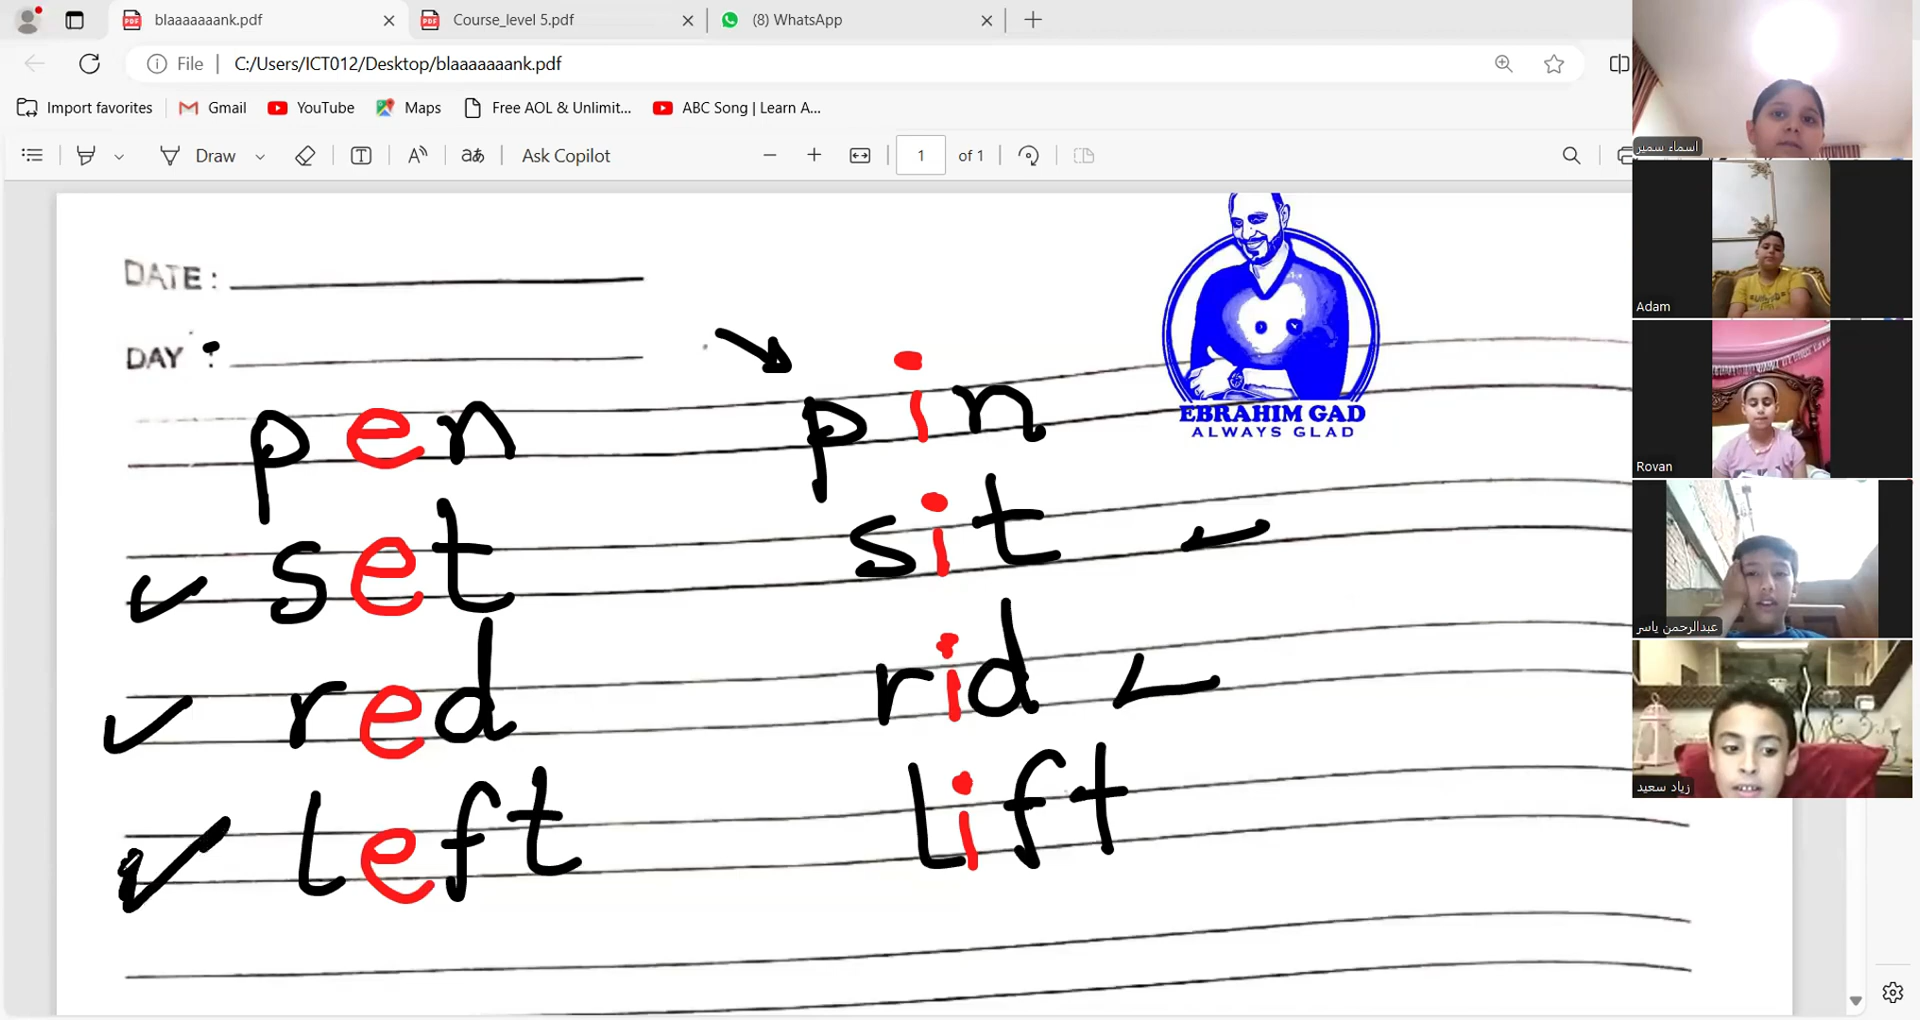 blaaaaaaank.pdf
Course_level 5.pdf
(8) WhatsApp
File
C:/Users/ICT012/Desktop/blaaaaaaank.pdf
Import favorites
Gmail
YouTube
Maps
Free AOL & Unlimit...
ABC Song | Learn A...
Draw
Ask Copilot
1
of 1
DATE :
DAY :
EBRAHIM GAD
ALWAYS GLAD
pen pin
set sit
red rid
left lift
اسماء سمير
Adam
Rovan
عبدالرحمن ياسر
زياد سعيد